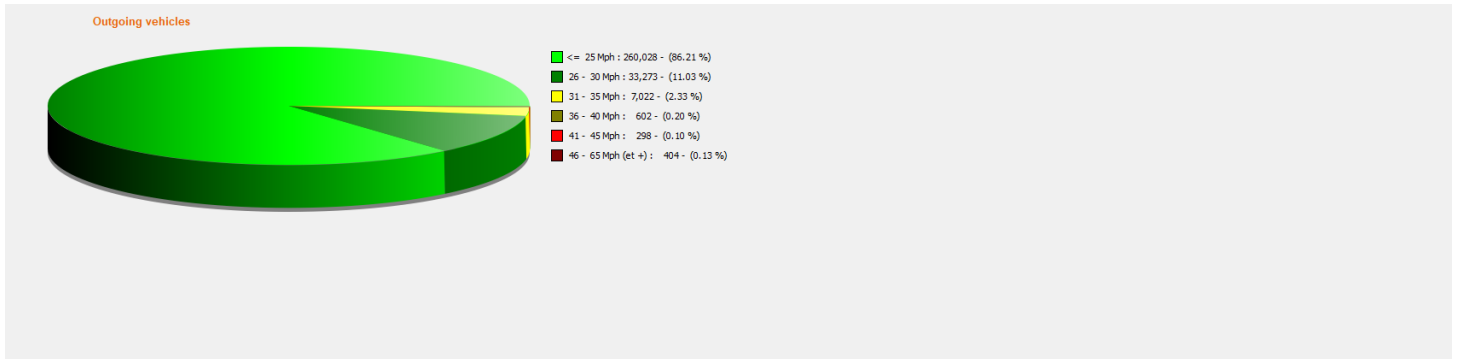 Outgoing vehicles
<= 25 Mph : 260,028 - (86.21 %)
26 - 30 Mph : 33,273 - (11.03 %)
31 - 35 Mph : 7,022 - (2.33 %)
36 - 40 Mph : 602 - (0.20 %)
41 - 45 Mph : 298 - (0.10 %)
46 - 65 Mph (et +) : 404 - (0.13 %)